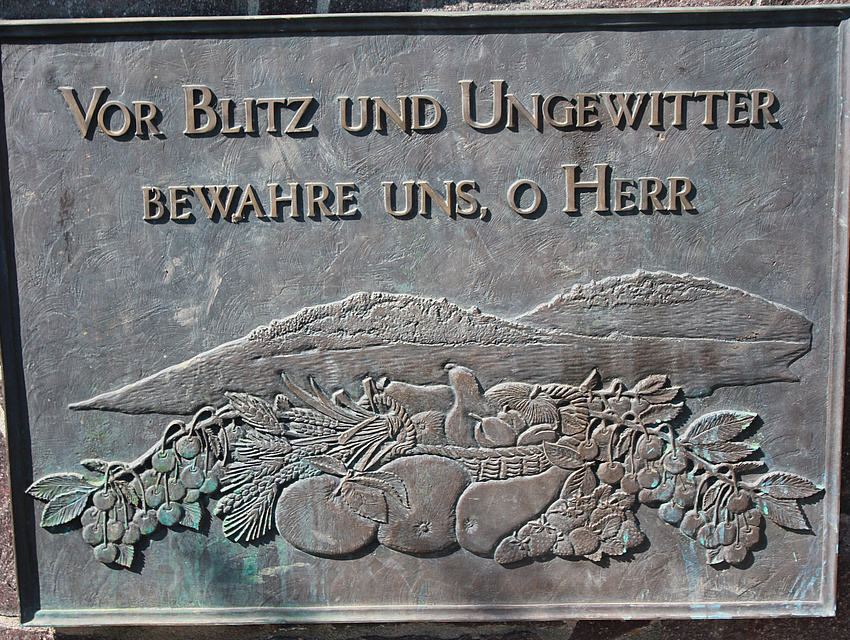 Vor Blitz und Ungewitter
bewahre uns, o Herr